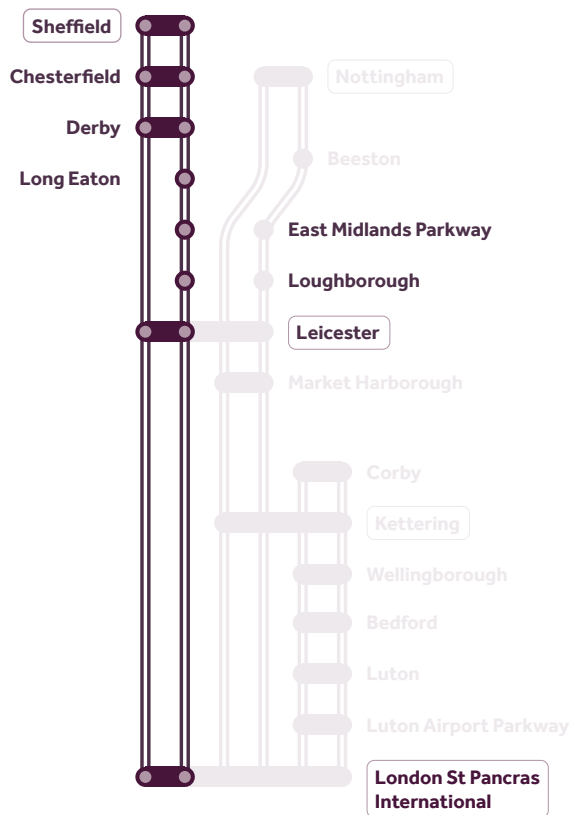 Sheffield
Chesterfield
Nottingham
Derby
Beeston
Long Eaton
East Midlands Parkway
Loughborough
Leicester
Market Harborough
Corby
Kettering
Wellingborough
Bedford
Luton
Luton Airport Parkway
London St Pancras
International